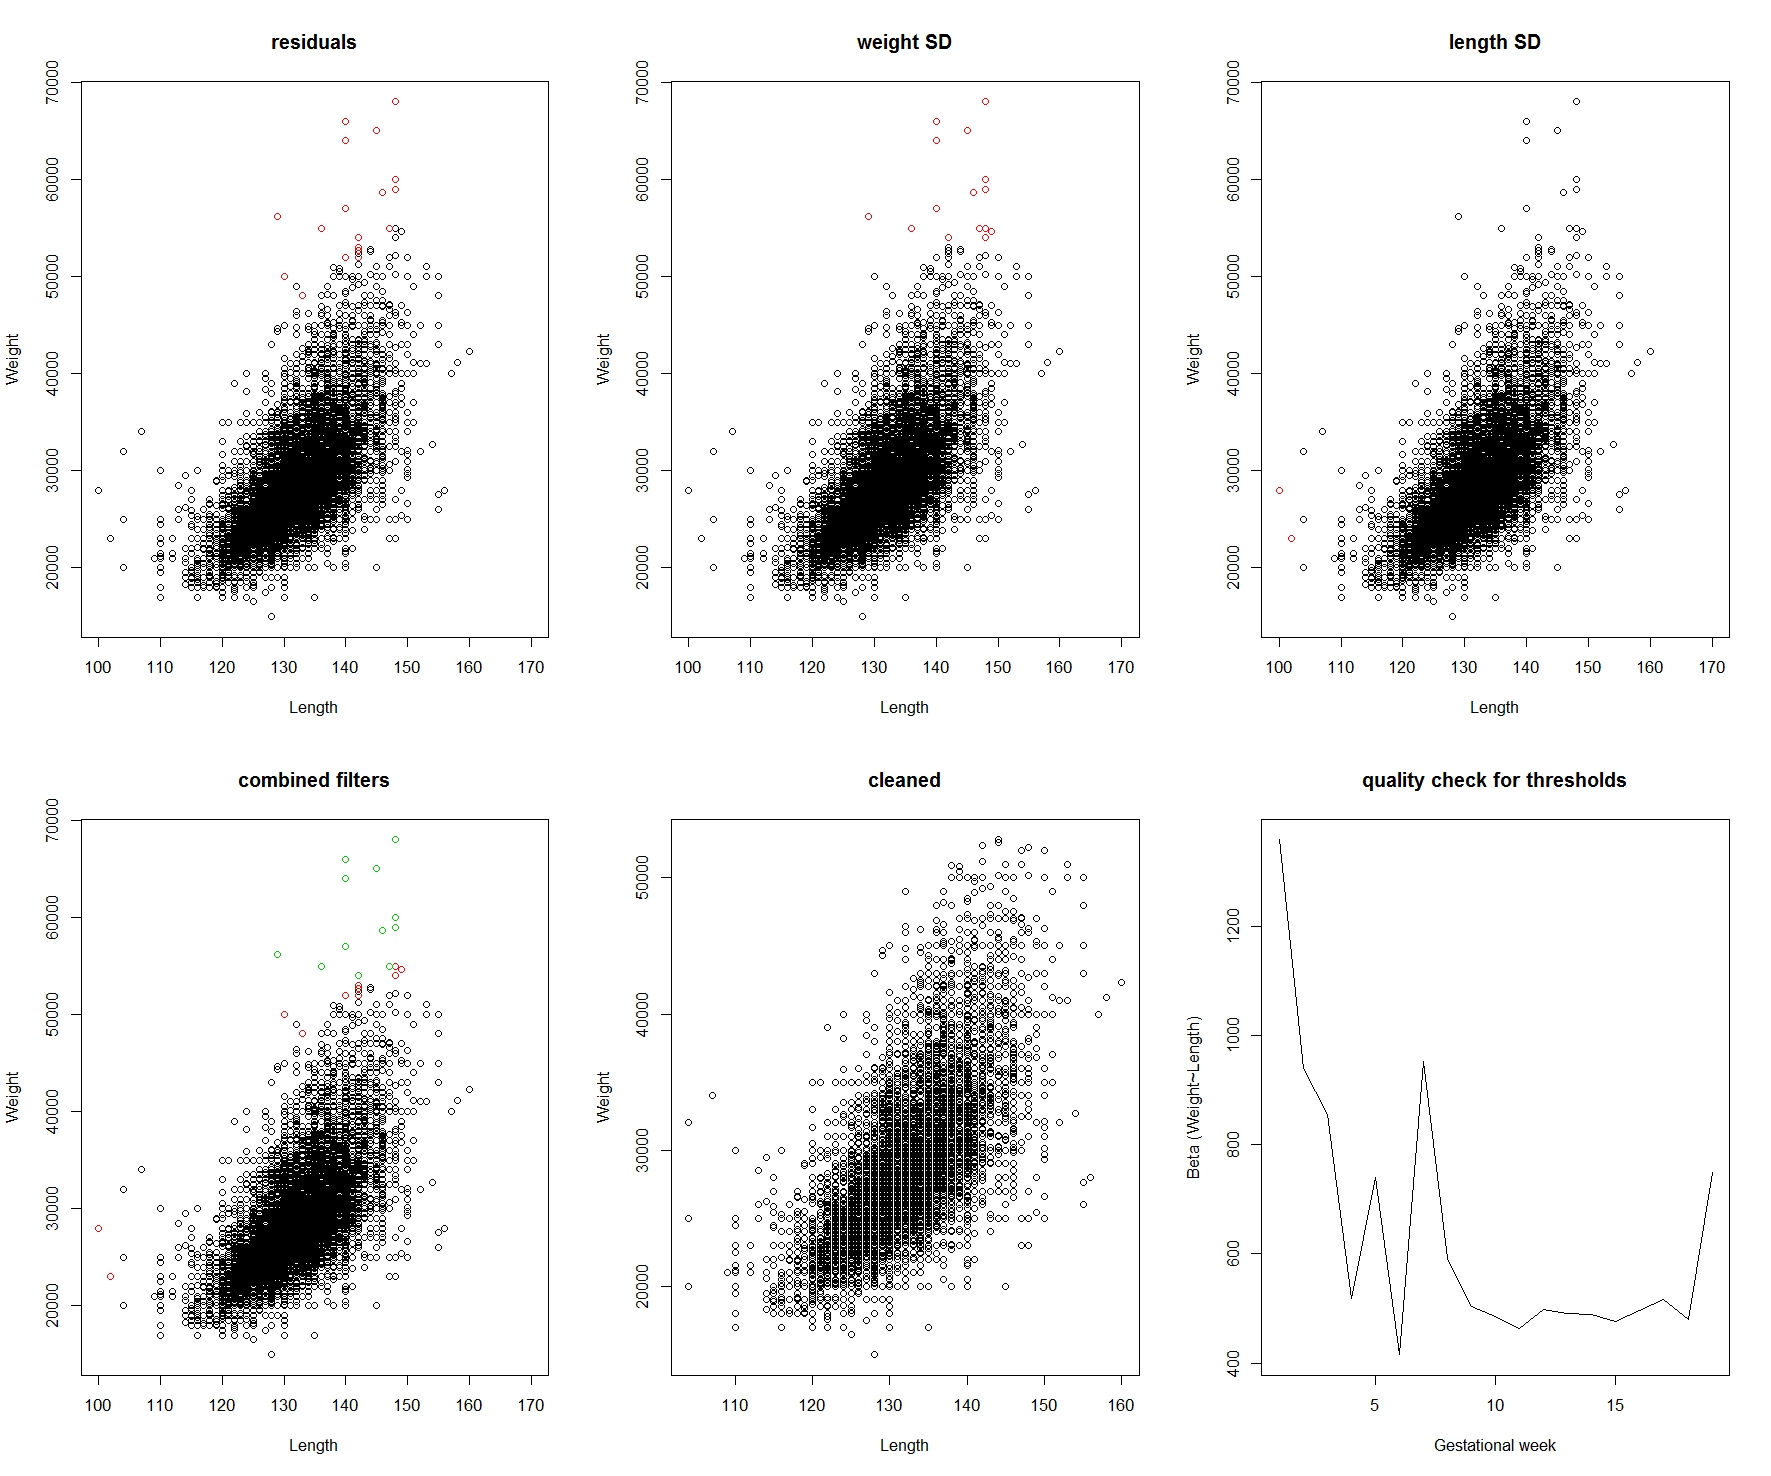 residuals
70000
60000
50000
40000
30000
20000
Weight
100 110 120 130 140 150 160 170
Length
weight SD
70000
60000
50000
40000
30000
20000
Weight
100 110 120 130 140 150 160 170
Length
length SD
70000
60000
50000
40000
30000
20000
Weight
100 110 120 130 140 150 160 170
Length
combined filters
70000
60000
50000
40000
30000
20000
Weight
100 110 120 130 140 150 160 170
Length
cleaned
50000
40000
30000
20000
Weight
110 120 130 140 150 160
Length
quality check for thresholds
1200
1000
800
600
400
Beta (Weight~Length)
5 10 15
Gestational week